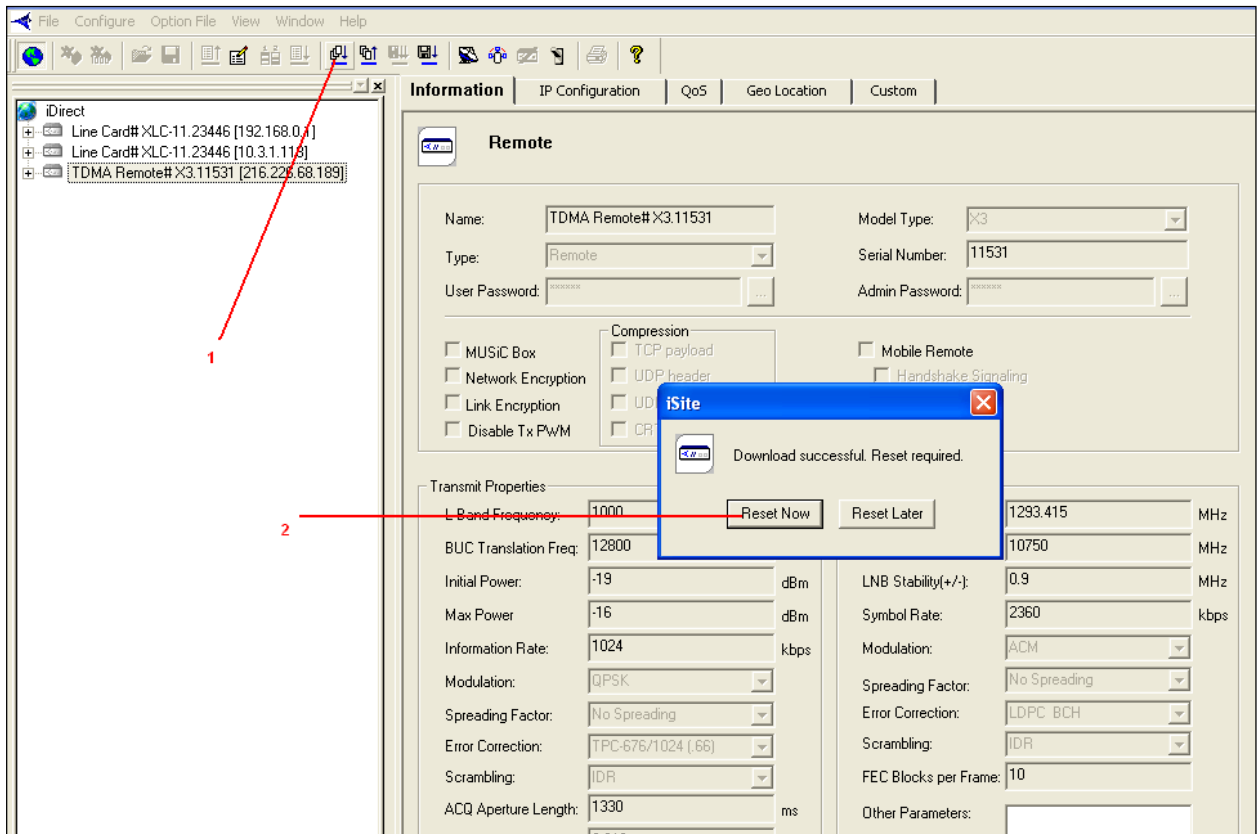 File Configure Option File View Window Help
iDirect
Line Card# XLC-11.23446 [192.168.0.1]
Line Card# XLC-11.23446 [10.3.1.118]
TDMA Remote# X3.11531 [216.226.68.189]
1
2
Information IP Configuration QoS Geo Location Custom
Remote
Name: TDMA Remote# X3.11531 Model Type: X3
Type: Remote Serial Number: 11531
User Password: ****** ... Admin Password: ****** ...
Compression
MUSiC Box TCP payload Mobile Remote
Network Encryption UDP header Handshake Signaling
Link Encryption
Disable Tx PWM
iSite
Download successful. Reset required.
Reset Now Reset Later
Transmit Properties
L Band Frequency: 1000 1293.415 MHz
BUC Translation Freq: 12800 10750 MHz
Initial Power: -19 dBm LNB Stability(+/-): 0.9 MHz
Max Power -16 dBm Symbol Rate: 2360 kbps
Information Rate: 1024 kbps Modulation: ACM
Modulation: QPSK Spreading Factor: No Spreading
Spreading Factor: No Spreading Error Correction: LDPC BCH
Error Correction: TPC-676/1024 (.66) Scrambling: IDR
Scrambling: IDR FEC Blocks per Frame: 10
ACQ Aperture Length: 1330 ms Other Parameters: